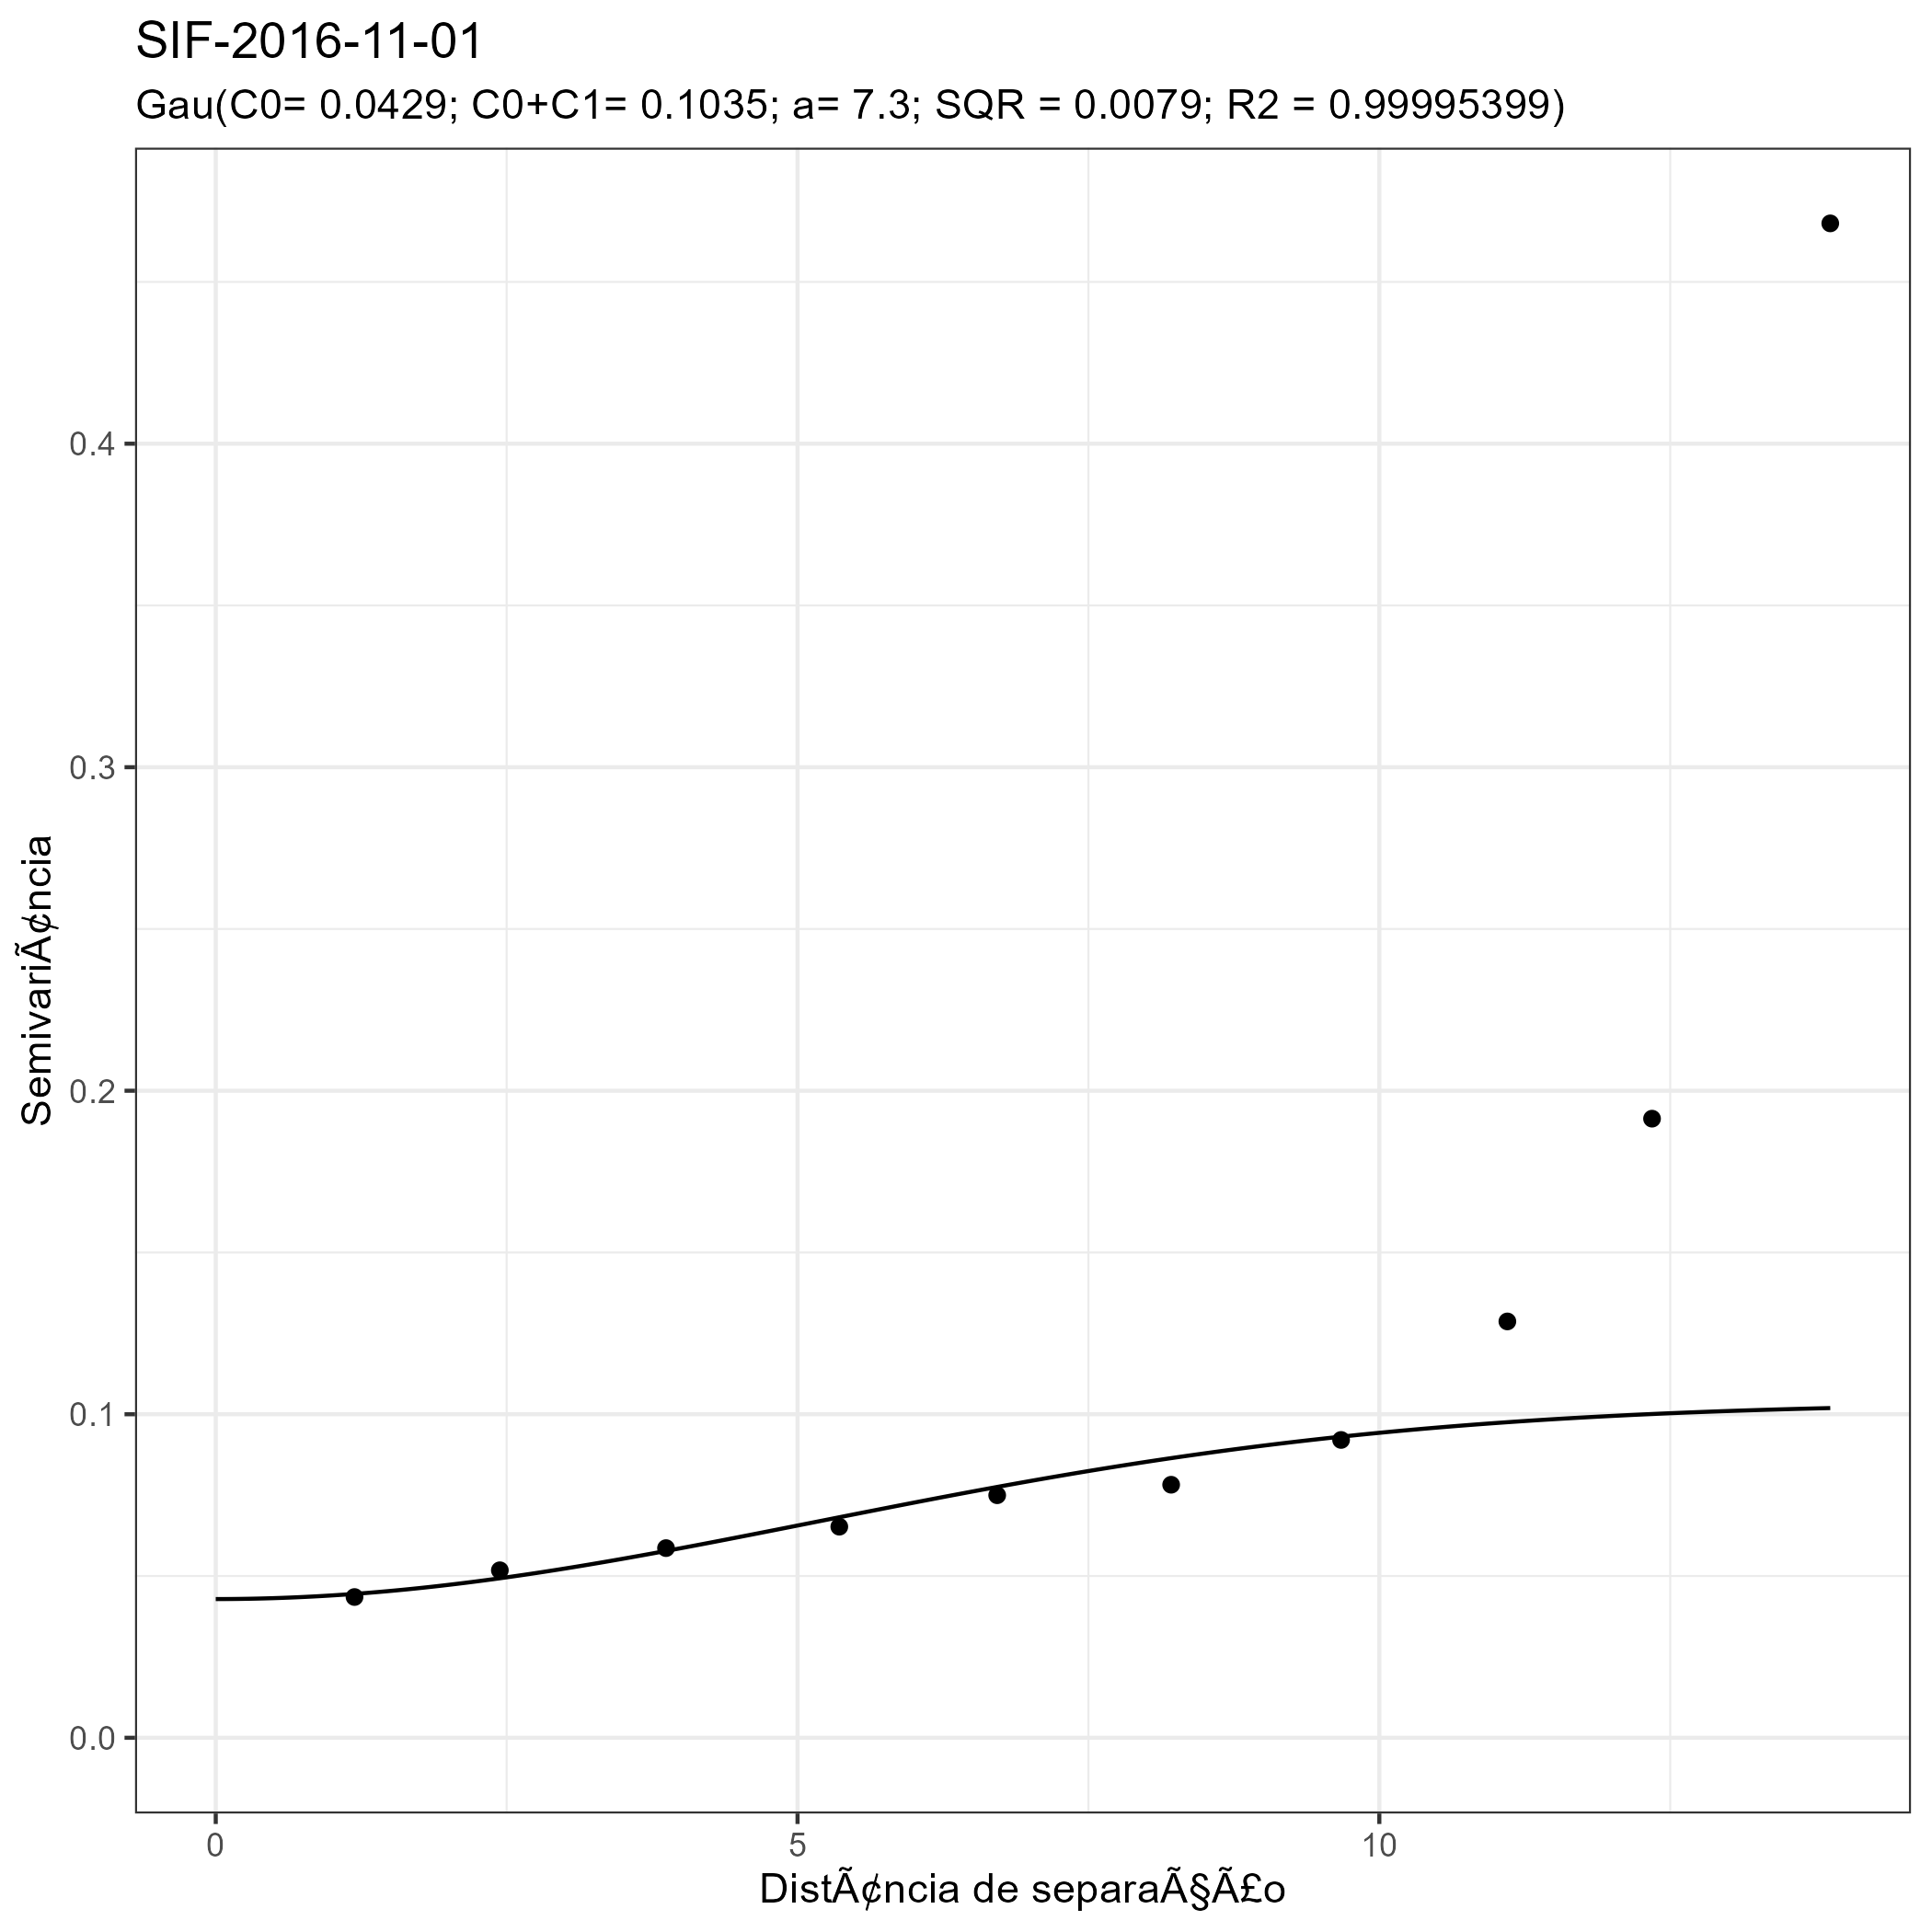 SIF-2016-11-01
Gau(C0= 0.0429; C0+C1= 0.1035; a= 7.3; SQR = 0.0079; R2 = 0.99995399)
SemivariÃ¢ncia
0.4
0.3
0.2
0.1
0.0
0 5 10
DistÃ¢ncia de separaÃ§Ã£o